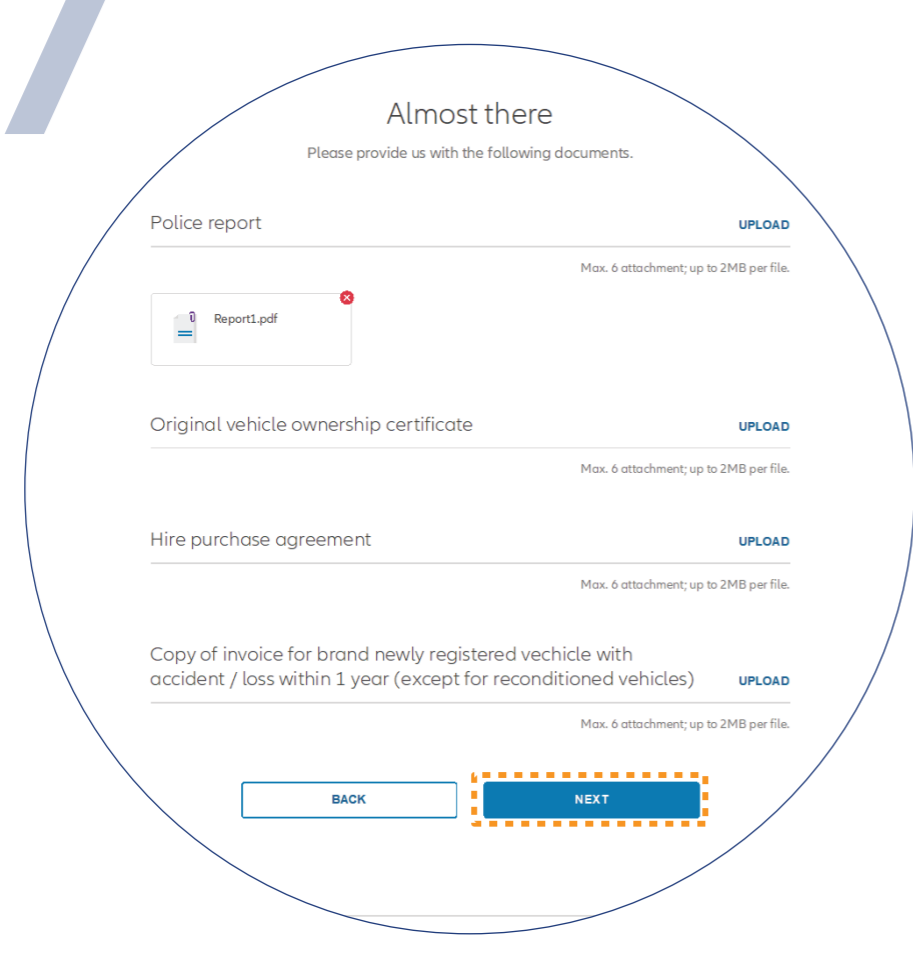 Almost there
Please provide us with the following documents.
Police report
UPLOAD
Max. 6 attachment; up to 2MB per file.
Report1.pdf
Original vehicle ownership certificate
UPLOAD
Max. 6 attachment; up to 2MB per file.
Hire purchase agreement
UPLOAD
Max. 6 attachment; up to 2MB per file.
Copy of invoice for brand newly registered vechicle with
accident / loss within 1 year (except for reconditioned vehicles)
UPLOAD
Max. 6 attachment; up to 2MB per file.
BACK
NEXT